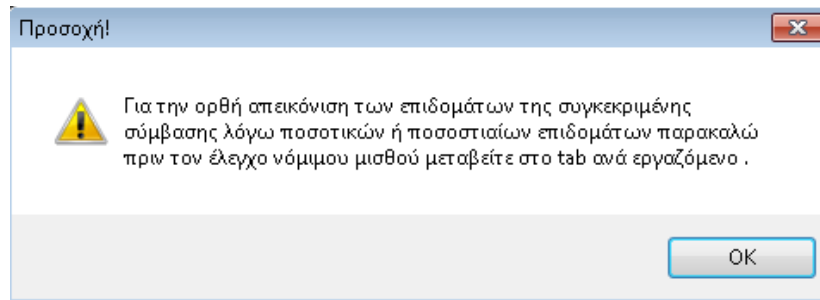 Προσοχή!
Για την ορθή απεικόνιση των επιδομάτων της συγκεκριμένης
σύμβασης λόγω ποσοτικών ή ποσοστιαίων επιδομάτων παρακαλώ
πριν τον έλεγχο νόμιμου μισθού μεταβείτε στο tab ανά εργαζόμενο .
OK